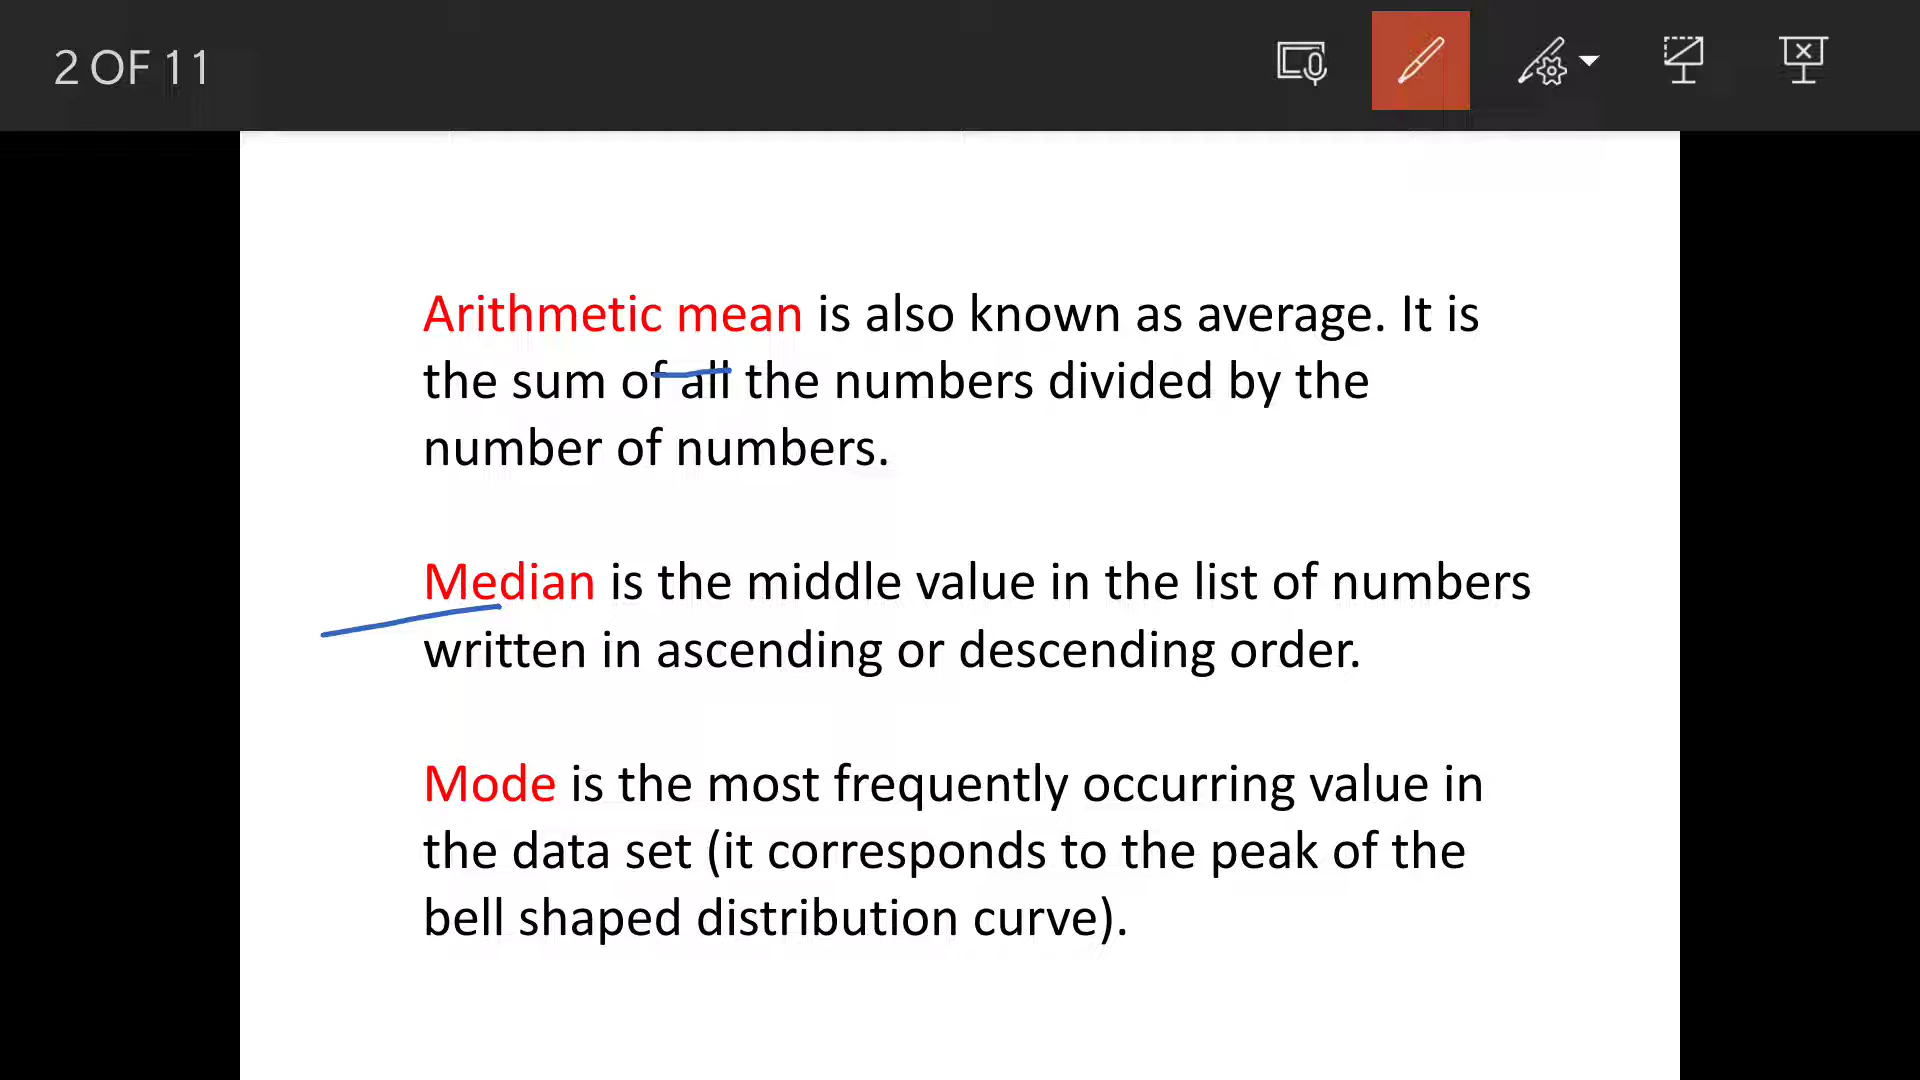 2 OF 11
Arithmetic mean is also known as average. It is
the sum of all the numbers divided by the
number of numbers.
Median is the middle value in the list of numbers
written in ascending or descending order.
Mode is the most frequently occurring value in
the data set (it corresponds to the peak of the
bell shaped distribution curve).